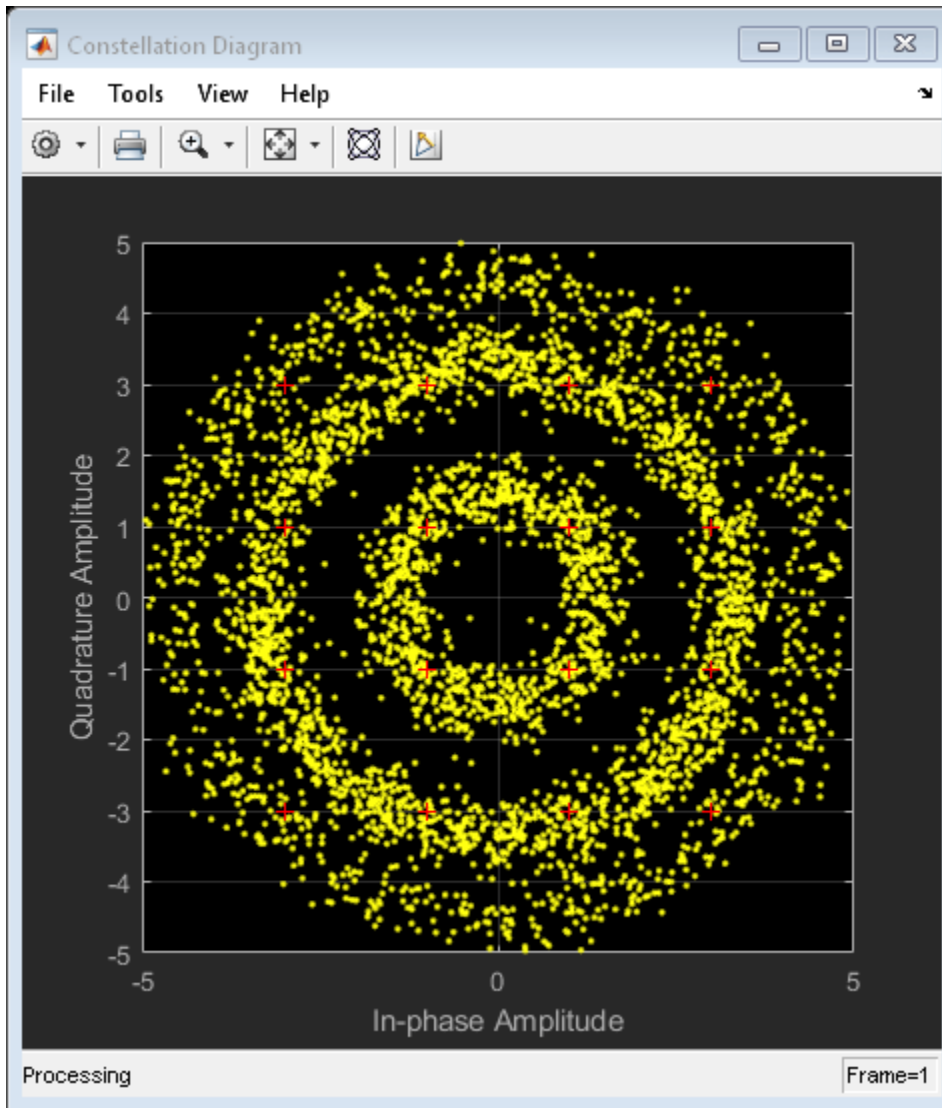 Constellation Diagram
File Tools View Help
5
4
3
2
1
0
-1
-2
-3
-4
-5
Quadrature Amplitude
-5 0 5
In-phase Amplitude
Processing Frame=1